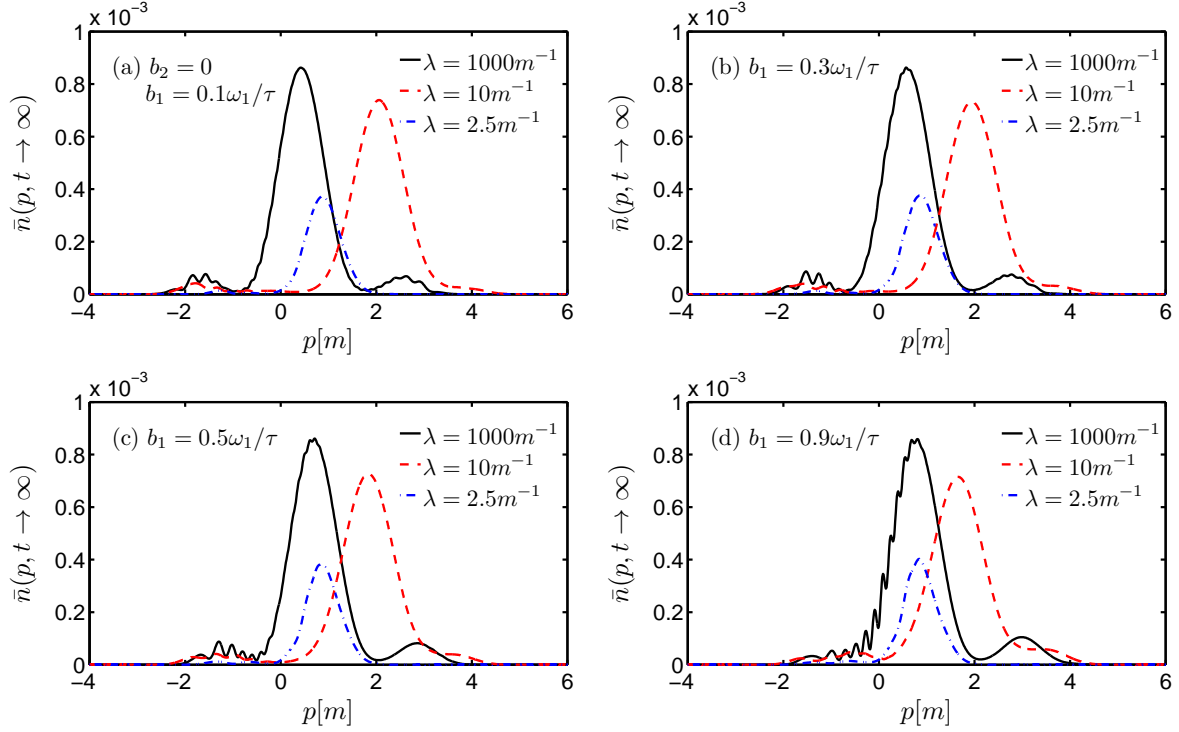 x 10⁻³
1
0.8
0.6
0.4
0.2
0
n̄(p, t → ∞)
(a) b₂ = 0
b₁ = 0.1ω₁/τ
λ = 1000m⁻¹
λ = 10m⁻¹
λ = 2.5m⁻¹
−4 −2 0 2 4 6
p[m]
x 10⁻³
1
0.8
0.6
0.4
0.2
0
n̄(p, t → ∞)
(b) b₁ = 0.3ω₁/τ
λ = 1000m⁻¹
λ = 10m⁻¹
λ = 2.5m⁻¹
−4 −2 0 2 4 6
p[m]
x 10⁻³
1
0.8
0.6
0.4
0.2
0
n̄(p, t → ∞)
(c) b₁ = 0.5ω₁/τ
λ = 1000m⁻¹
λ = 10m⁻¹
λ = 2.5m⁻¹
−4 −2 0 2 4 6
p[m]
x 10⁻³
1
0.8
0.6
0.4
0.2
0
n̄(p, t → ∞)
(d) b₁ = 0.9ω₁/τ
λ = 1000m⁻¹
λ = 10m⁻¹
λ = 2.5m⁻¹
−4 −2 0 2 4 6
p[m]